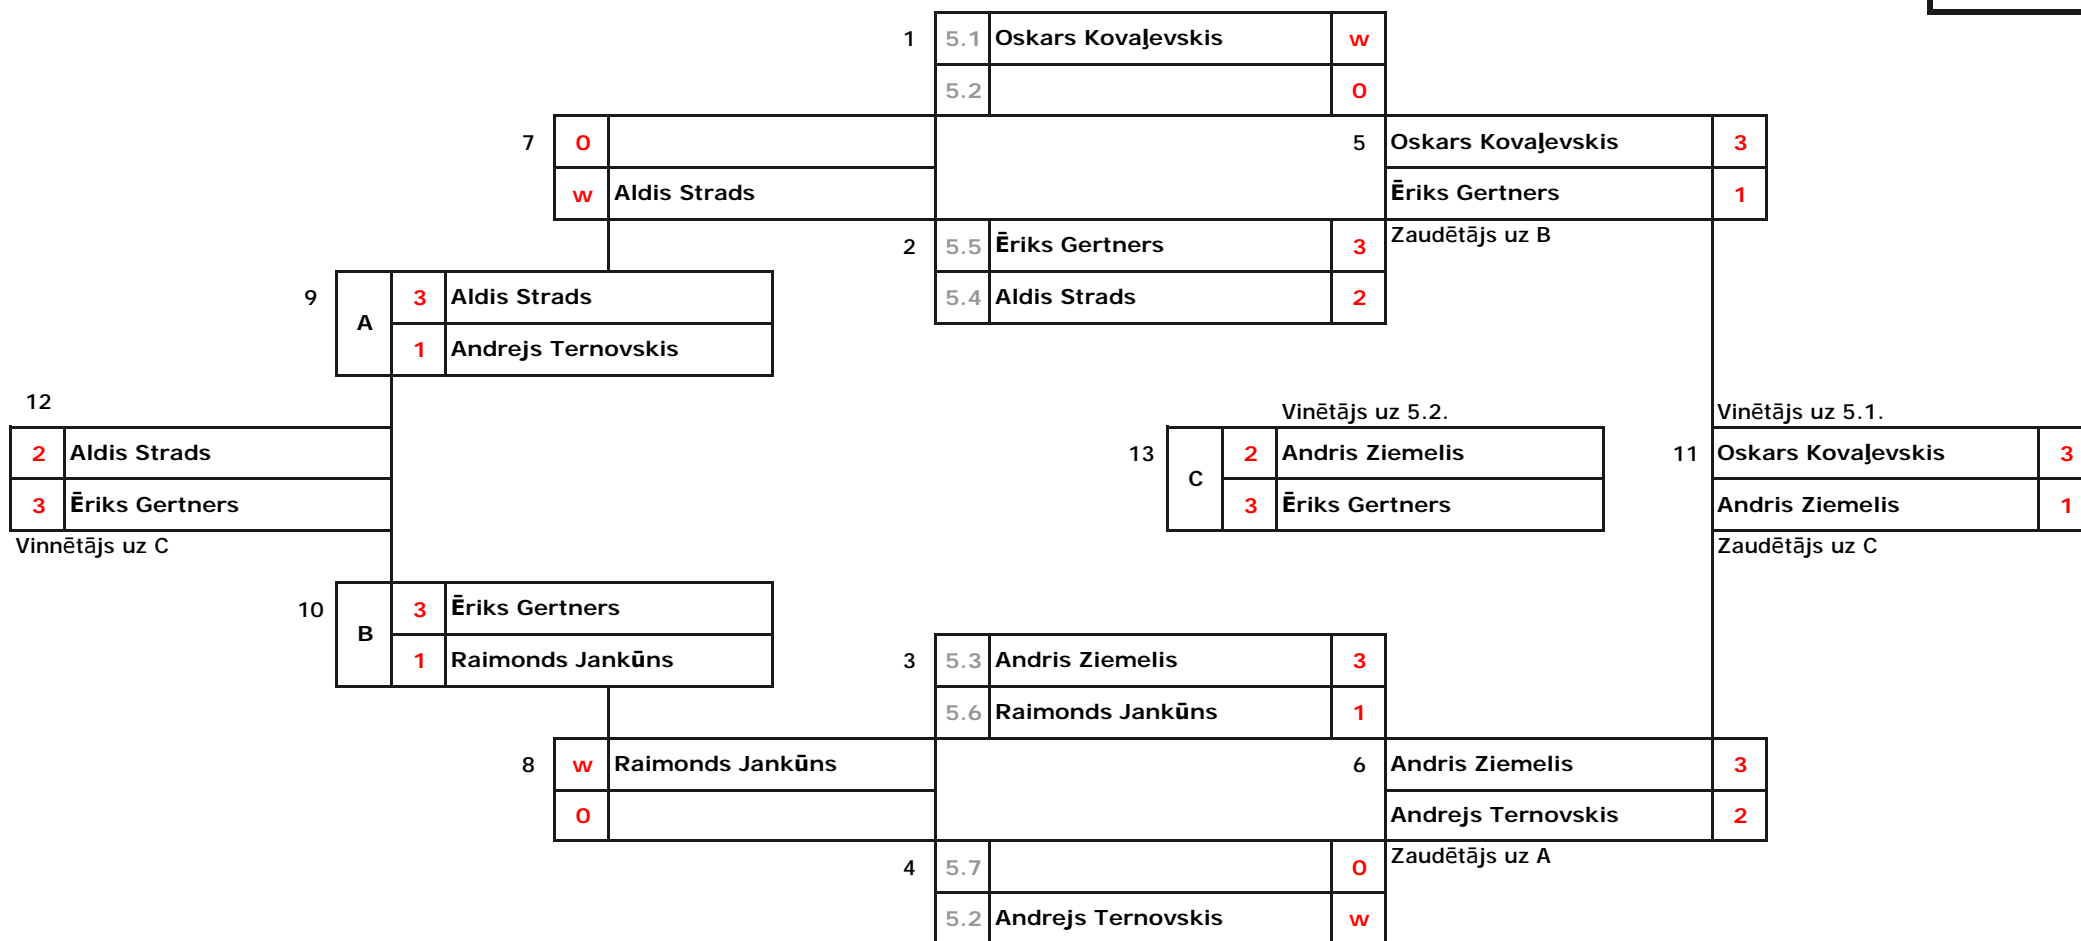 1 5.1 Oskars Kovaļevskis w
5.2 0
7 0 5 Oskars Kovaļevskis 3
w Aldis Strads Ēriks Gertners 1
2 5.5 Ēriks Gertners 3 Zaudētājs uz B
9 A 3 Aldis Strads 5.4 Aldis Strads 2
1 Andrejs Ternovskis
12 Vinētājs uz 5.2. Vinētājs uz 5.1.
2 Aldis Strads 13 C 2 Andris Ziemelis 11 Oskars Kovaļevskis 3
3 Ēriks Gertners 3 Ēriks Gertners Andris Ziemelis 1
Vinnētājs uz C Zaudētājs uz C
10 B 3 Ēriks Gertners
1 Raimonds Jankūns 3 5.3 Andris Ziemelis 3
5.6 Raimonds Jankūns 1
8 w Raimonds Jankūns 6 Andris Ziemelis 3
0 Andrejs Ternovskis 2
4 5.7 0 Zaudētājs uz A
5.2 Andrejs Ternovskis w